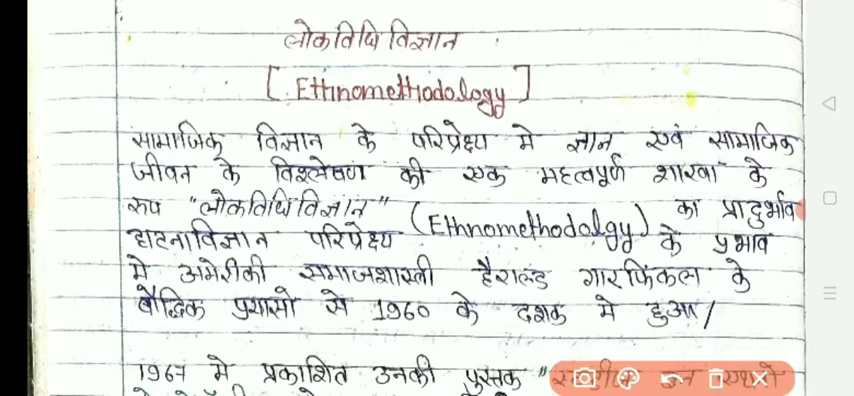 लोकविधि विज्ञान
[Ethnomethodology]
सामाजिक विज्ञान के परिप्रेक्ष्य मे ज्ञान एवं सामाजिक
जीवन के विश्लेषण की एक महत्वपूर्ण शाखा के
रूप "लोकविधि विज्ञान" (Ethnomethodolgy) का प्रादुर्भाव
घटनाविज्ञान परिप्रेक्ष्य के प्रभाव
मे अमेरीकी समाजशास्त्री हैराल्ड गारफिंकल के
बौद्धिक प्रयासो से 1960 के दशक मे हुआ/
1967 मे प्रकाशित उनकी पुस्तक "